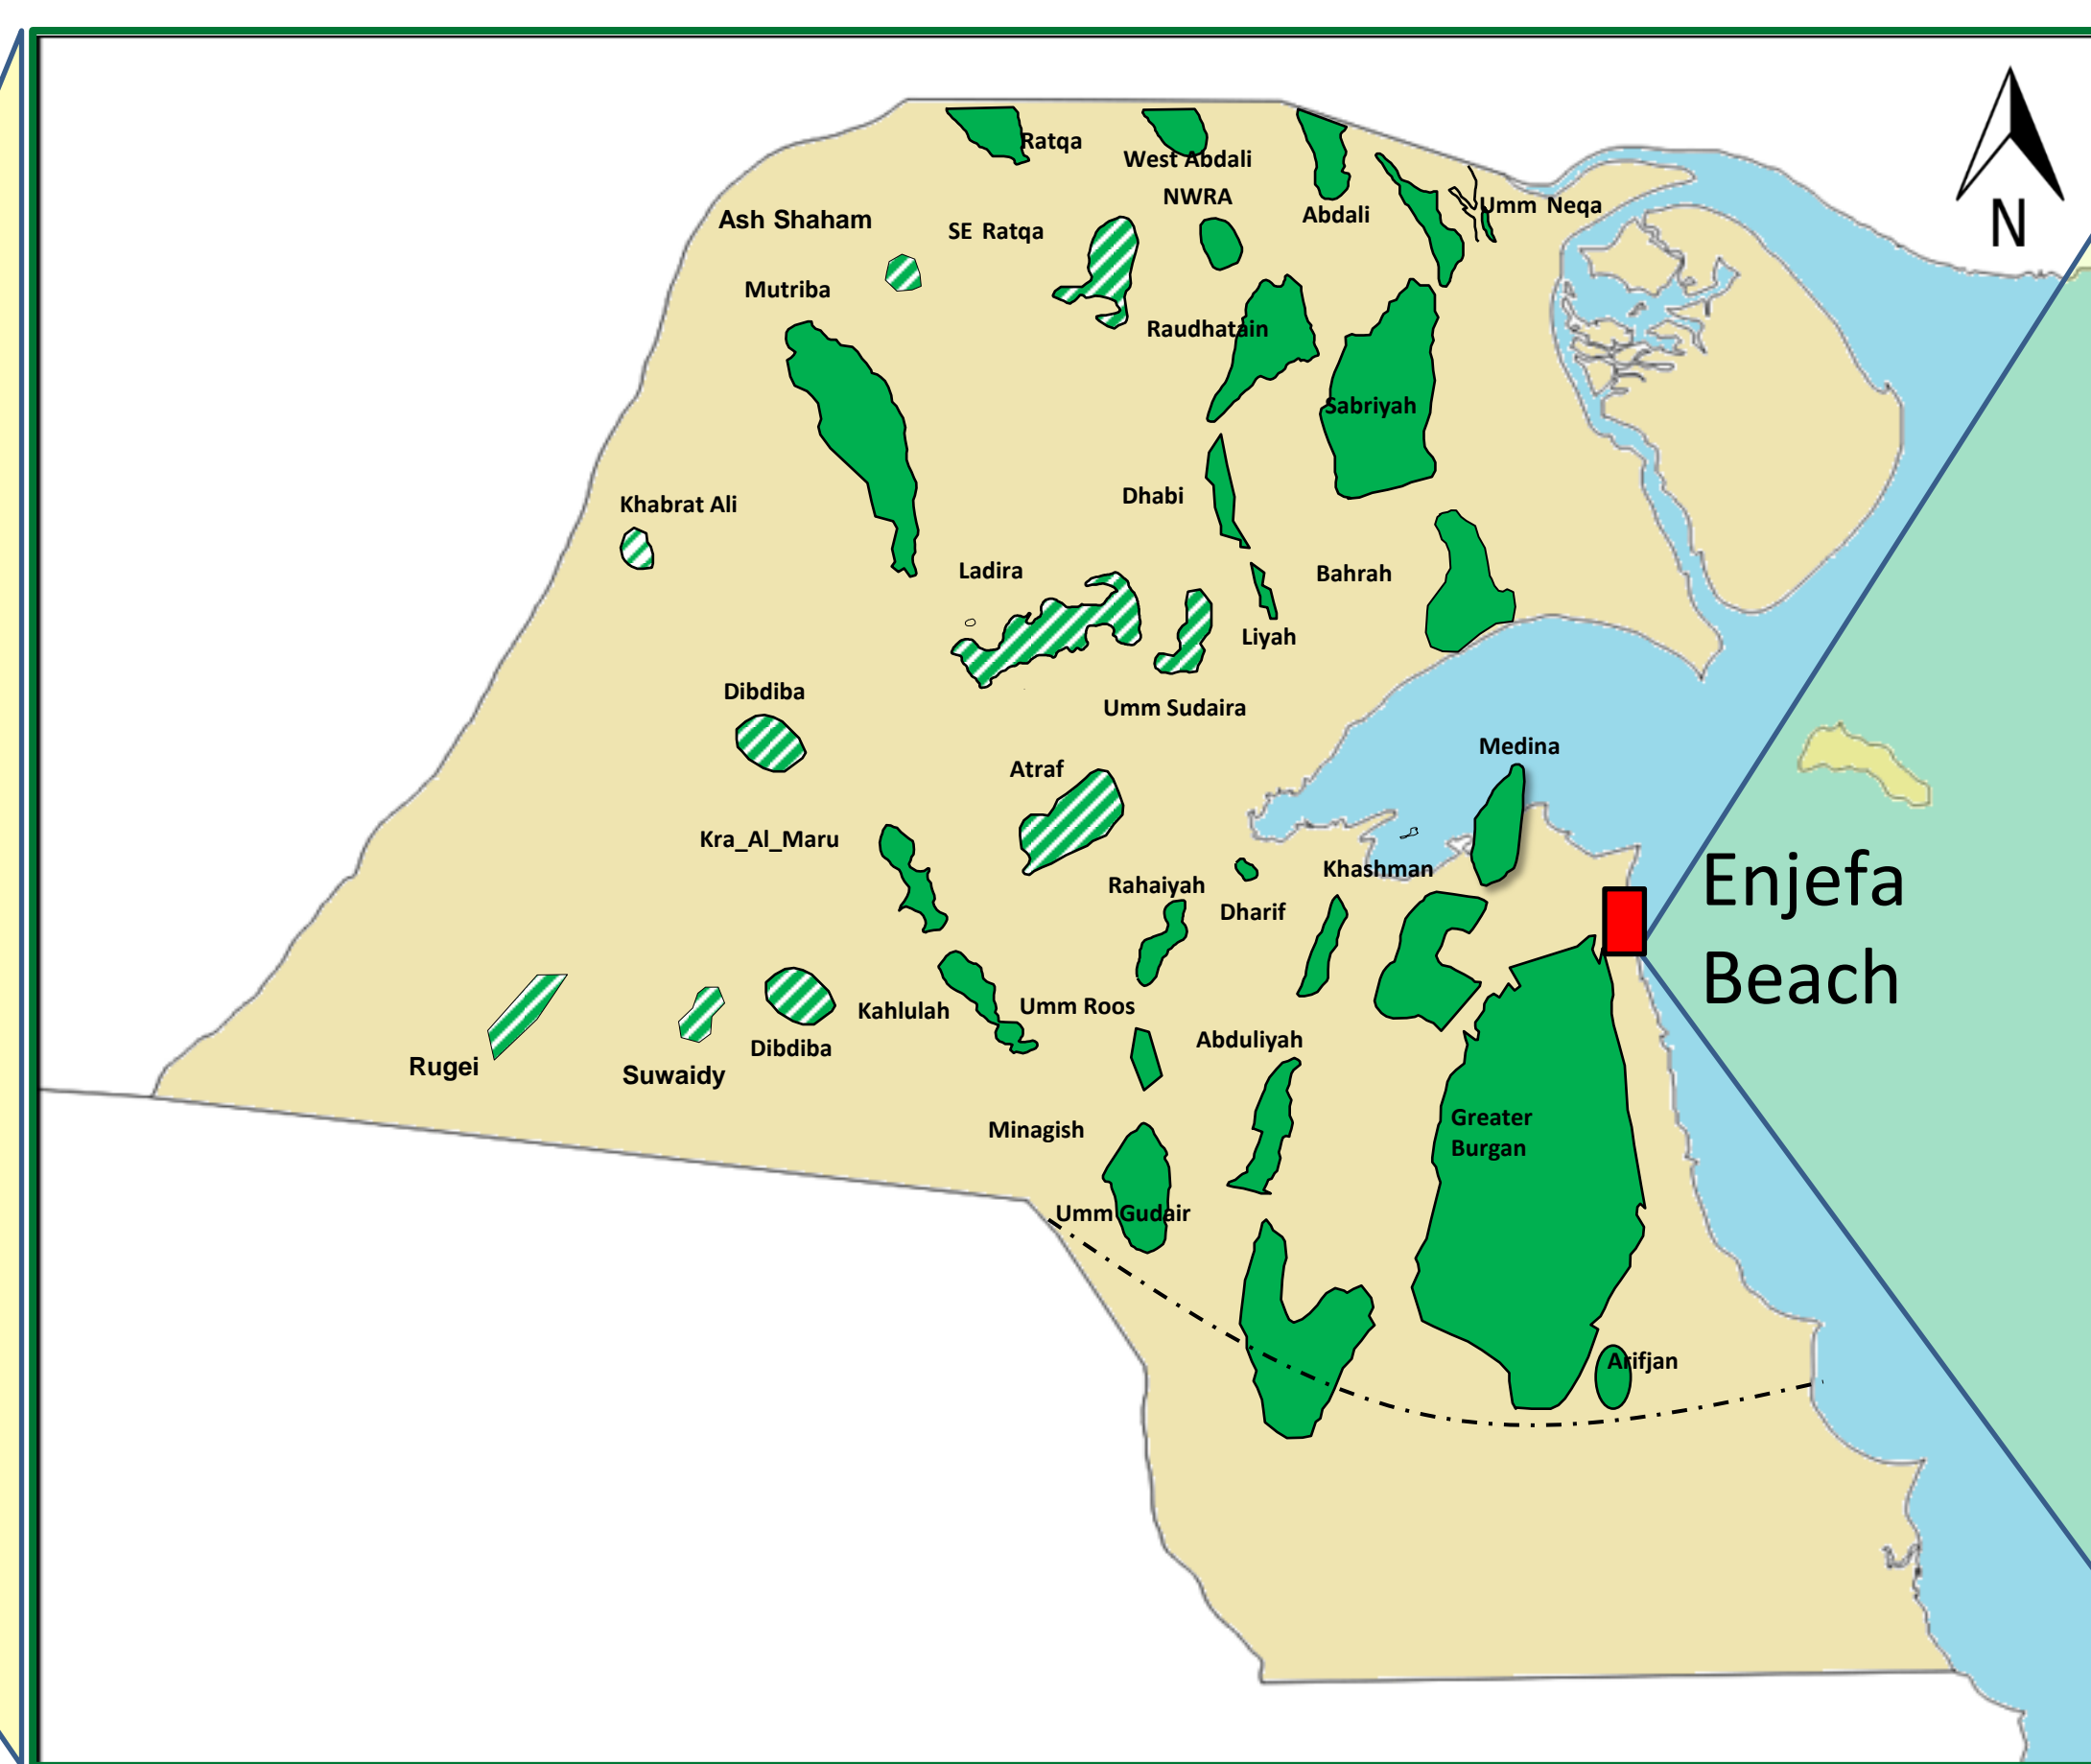 Ratqa
West Abdali
NWRA
Abdali
Umm Neqa
N
Ash Shaham
SE Ratqa
Mutriba
Raudhatain
Sabriyah
Khabrat Ali
Dhabi
Ladira
Bahrah
Liyah
Dibdiba
Umm Sudaira
Medina
Atraf
Kra_Al_Maru
Khashman
Rahaiyah
Dharif
Enjefa
Beach
Kahlulah
Umm Roos
Dibdiba
Abduliyah
Rugei
Suwaidy
Greater
Burgan
Minagish
Umm Gudair
Arifjan